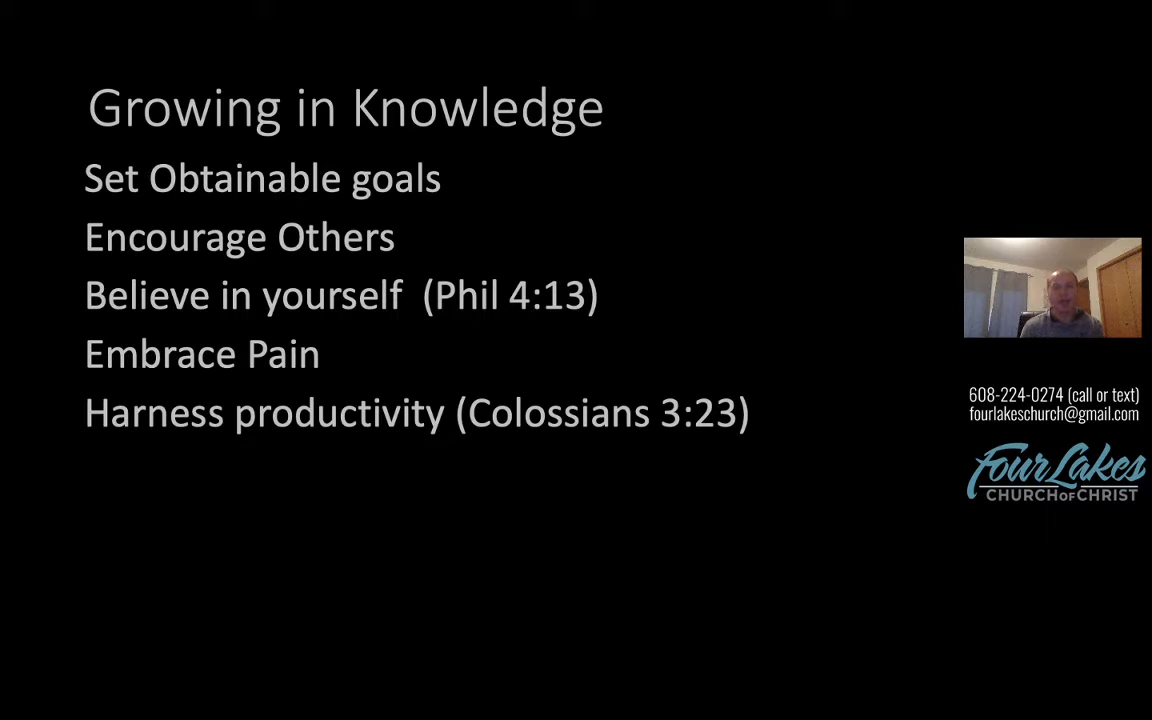 Growing in Knowledge
Set Obtainable goals
Encourage Others
Believe in yourself  (Phil 4:13)
Embrace Pain
Harness productivity (Colossians 3:23)
608-224-0274 (call or text)
fourlakeschurch@gmail.com
Four Lakes
CHURCH OF CHRIST